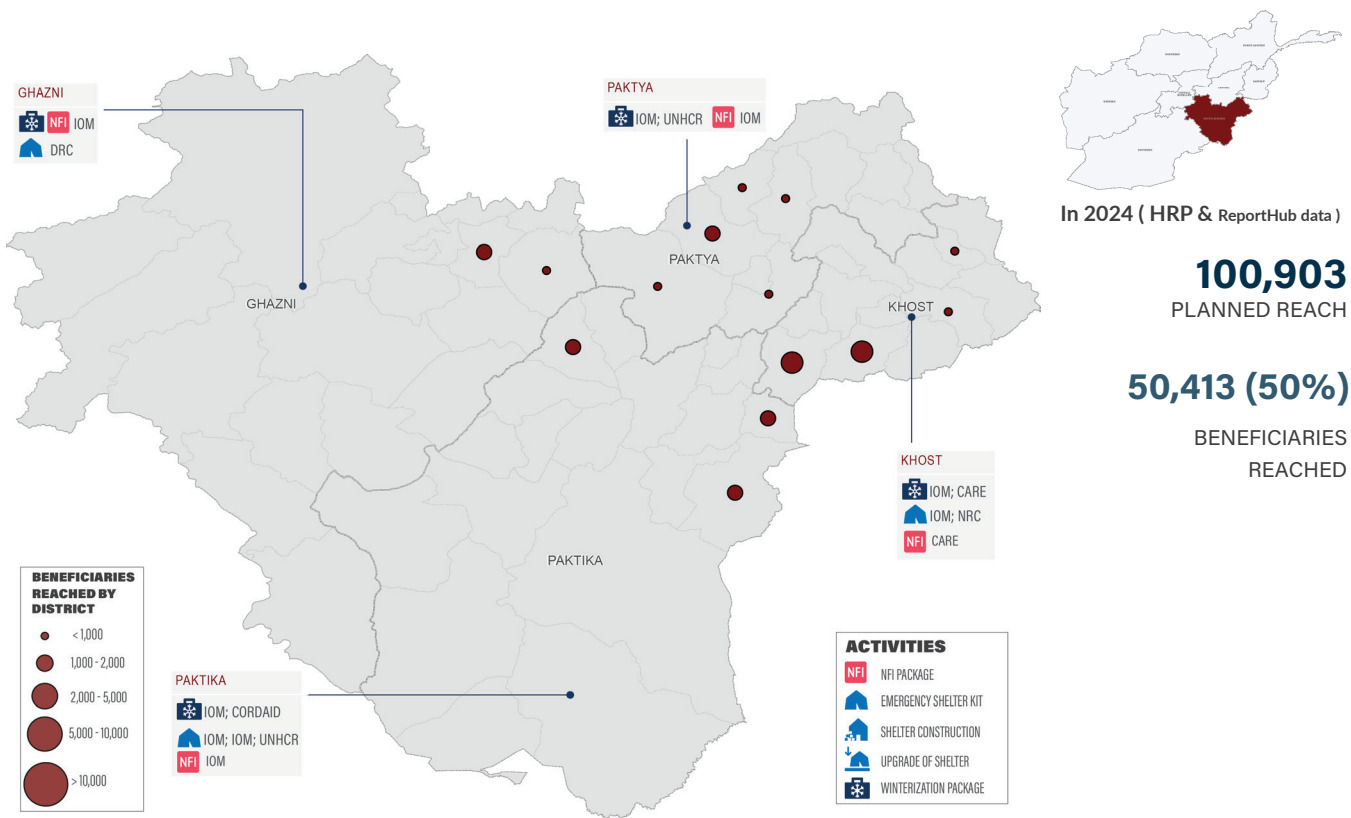 GHAZNI
NFI IOM
DRC
PAKTYA
IOM; UNHCR NFI IOM
In 2024 ( HRP & ReportHub data )
100,903
PLANNED REACH
50,413 (50%)
BENEFICIARIES
REACHED
PAKTYA
GHAZNI
KHOST
KHOST
IOM; CARE
IOM; NRC
NFI CARE
PAKTIKA
BENEFICIARIES
REACHED BY
DISTRICT
< 1,000
1,000 - 2,000
2,000 - 5,000
5,000 - 10,000
> 10,000
PAKTIKA
IOM; CORDAID
IOM; IOM; UNHCR
NFI IOM
ACTIVITIES
NFI NFI PACKAGE
EMERGENCY SHELTER KIT
SHELTER CONSTRUCTION
UPGRADE OF SHELTER
WINTERIZATION PACKAGE